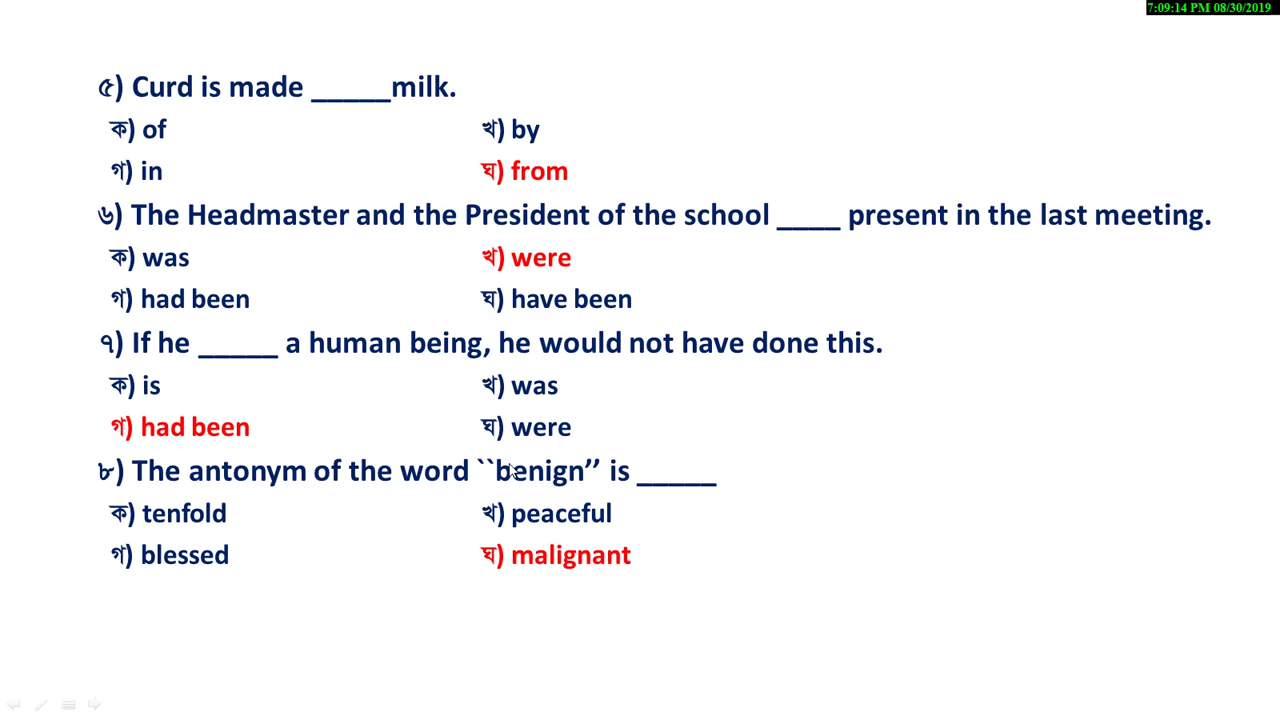 7:09:14 PM 08/30/2019
৫) Curd is made _____milk.
ক) of খ) by
গ) in ঘ) from
৬) The Headmaster and the President of the school ____ present in the last meeting.
ক) was খ) were
গ) had been ঘ) have been
৭) If he _____ a human being, he would not have done this.
ক) is খ) was
গ) had been ঘ) were
৮) The antonym of the word ``benign’’ is _____
ক) tenfold খ) peaceful
গ) blessed ঘ) malignant